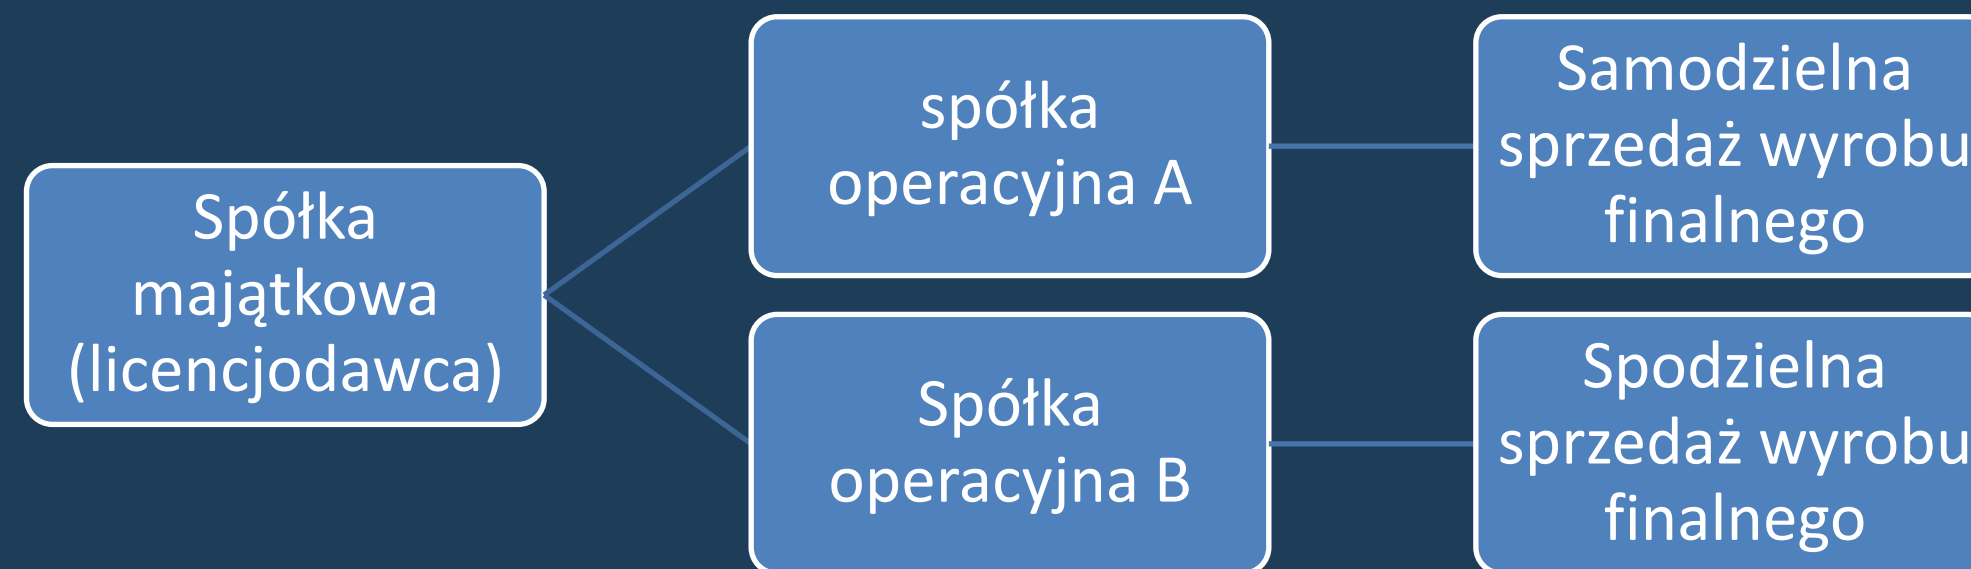 Spółka
majątkowa
(licencjodawca)
spółka
operacyjna A
Samodzielna
sprzedaż wyrobu
finalnego
Spółka
operacyjna B
Spodzielna
sprzedaż wyrobu
finalnego